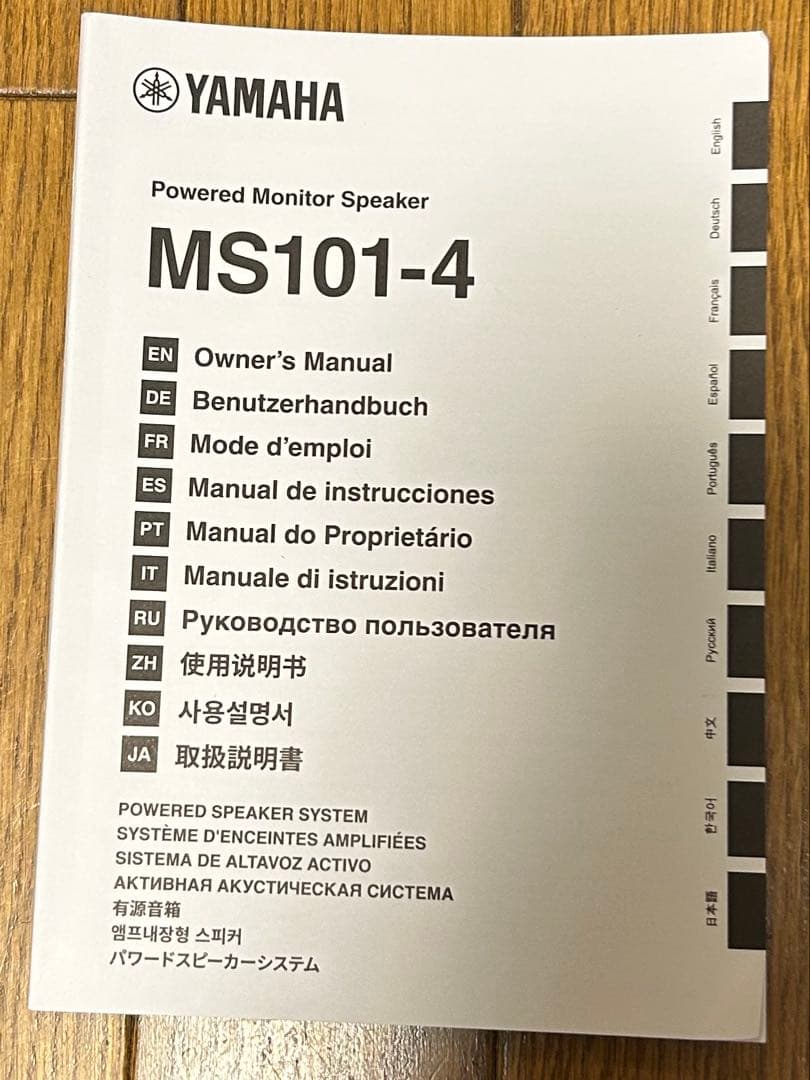 YAMAHA
Powered Monitor Speaker
MS101-4
EN Owner's Manual
DE Benutzerhandbuch
FR Mode d'emploi
ES Manual de instrucciones
PT Manual do Proprietário
IT Manuale di istruzioni
RU Руководство пользователя
ZH 使用说明书
KO 사용설명서
JA 取扱説明書
POWERED SPEAKER SYSTEM
SYSTÈME D'ENCEINTES AMPLIFIÉES
SISTEMA DE ALTAVOZ ACTIVO
АКТИВНАЯ АКУСТИЧЕСКАЯ СИСТЕМА
有源音箱
앰프내장형 스피커
パワードスピーカーシステム
English
Deutsch
Français
Español
Português
Italiano
Русский
中文
한국어
日本語